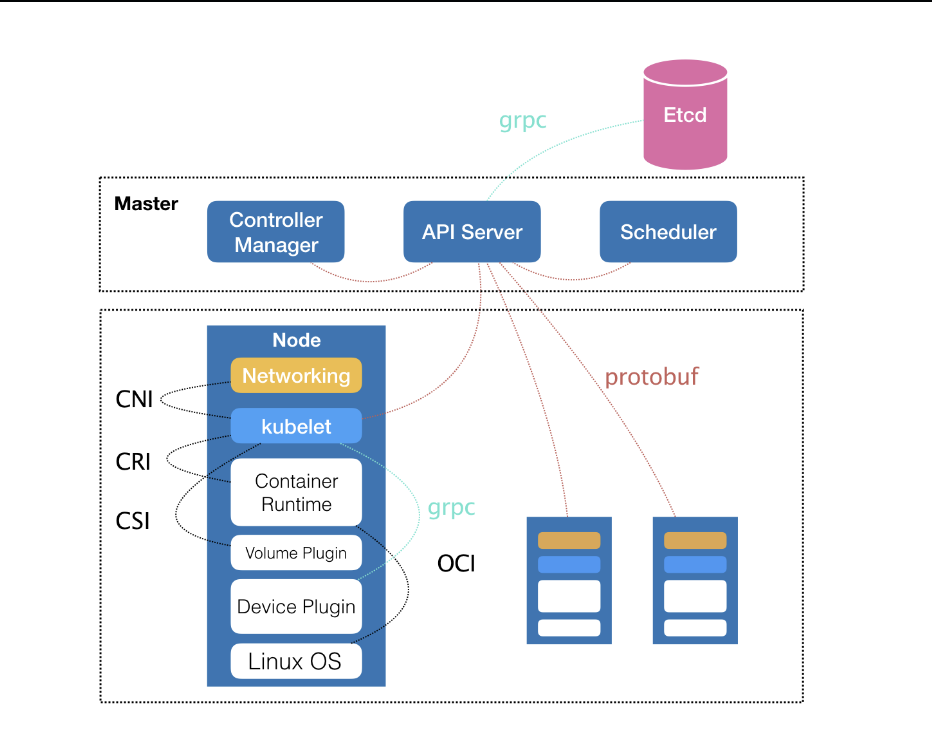 Etcd
grpc
Master
Controller
Manager
API Server
Scheduler
Node
Networking
CNI
kubelet
protobuf
CRI
Container
Runtime
CSI
grpc
Volume Plugin
OCI
Device Plugin
Linux OS